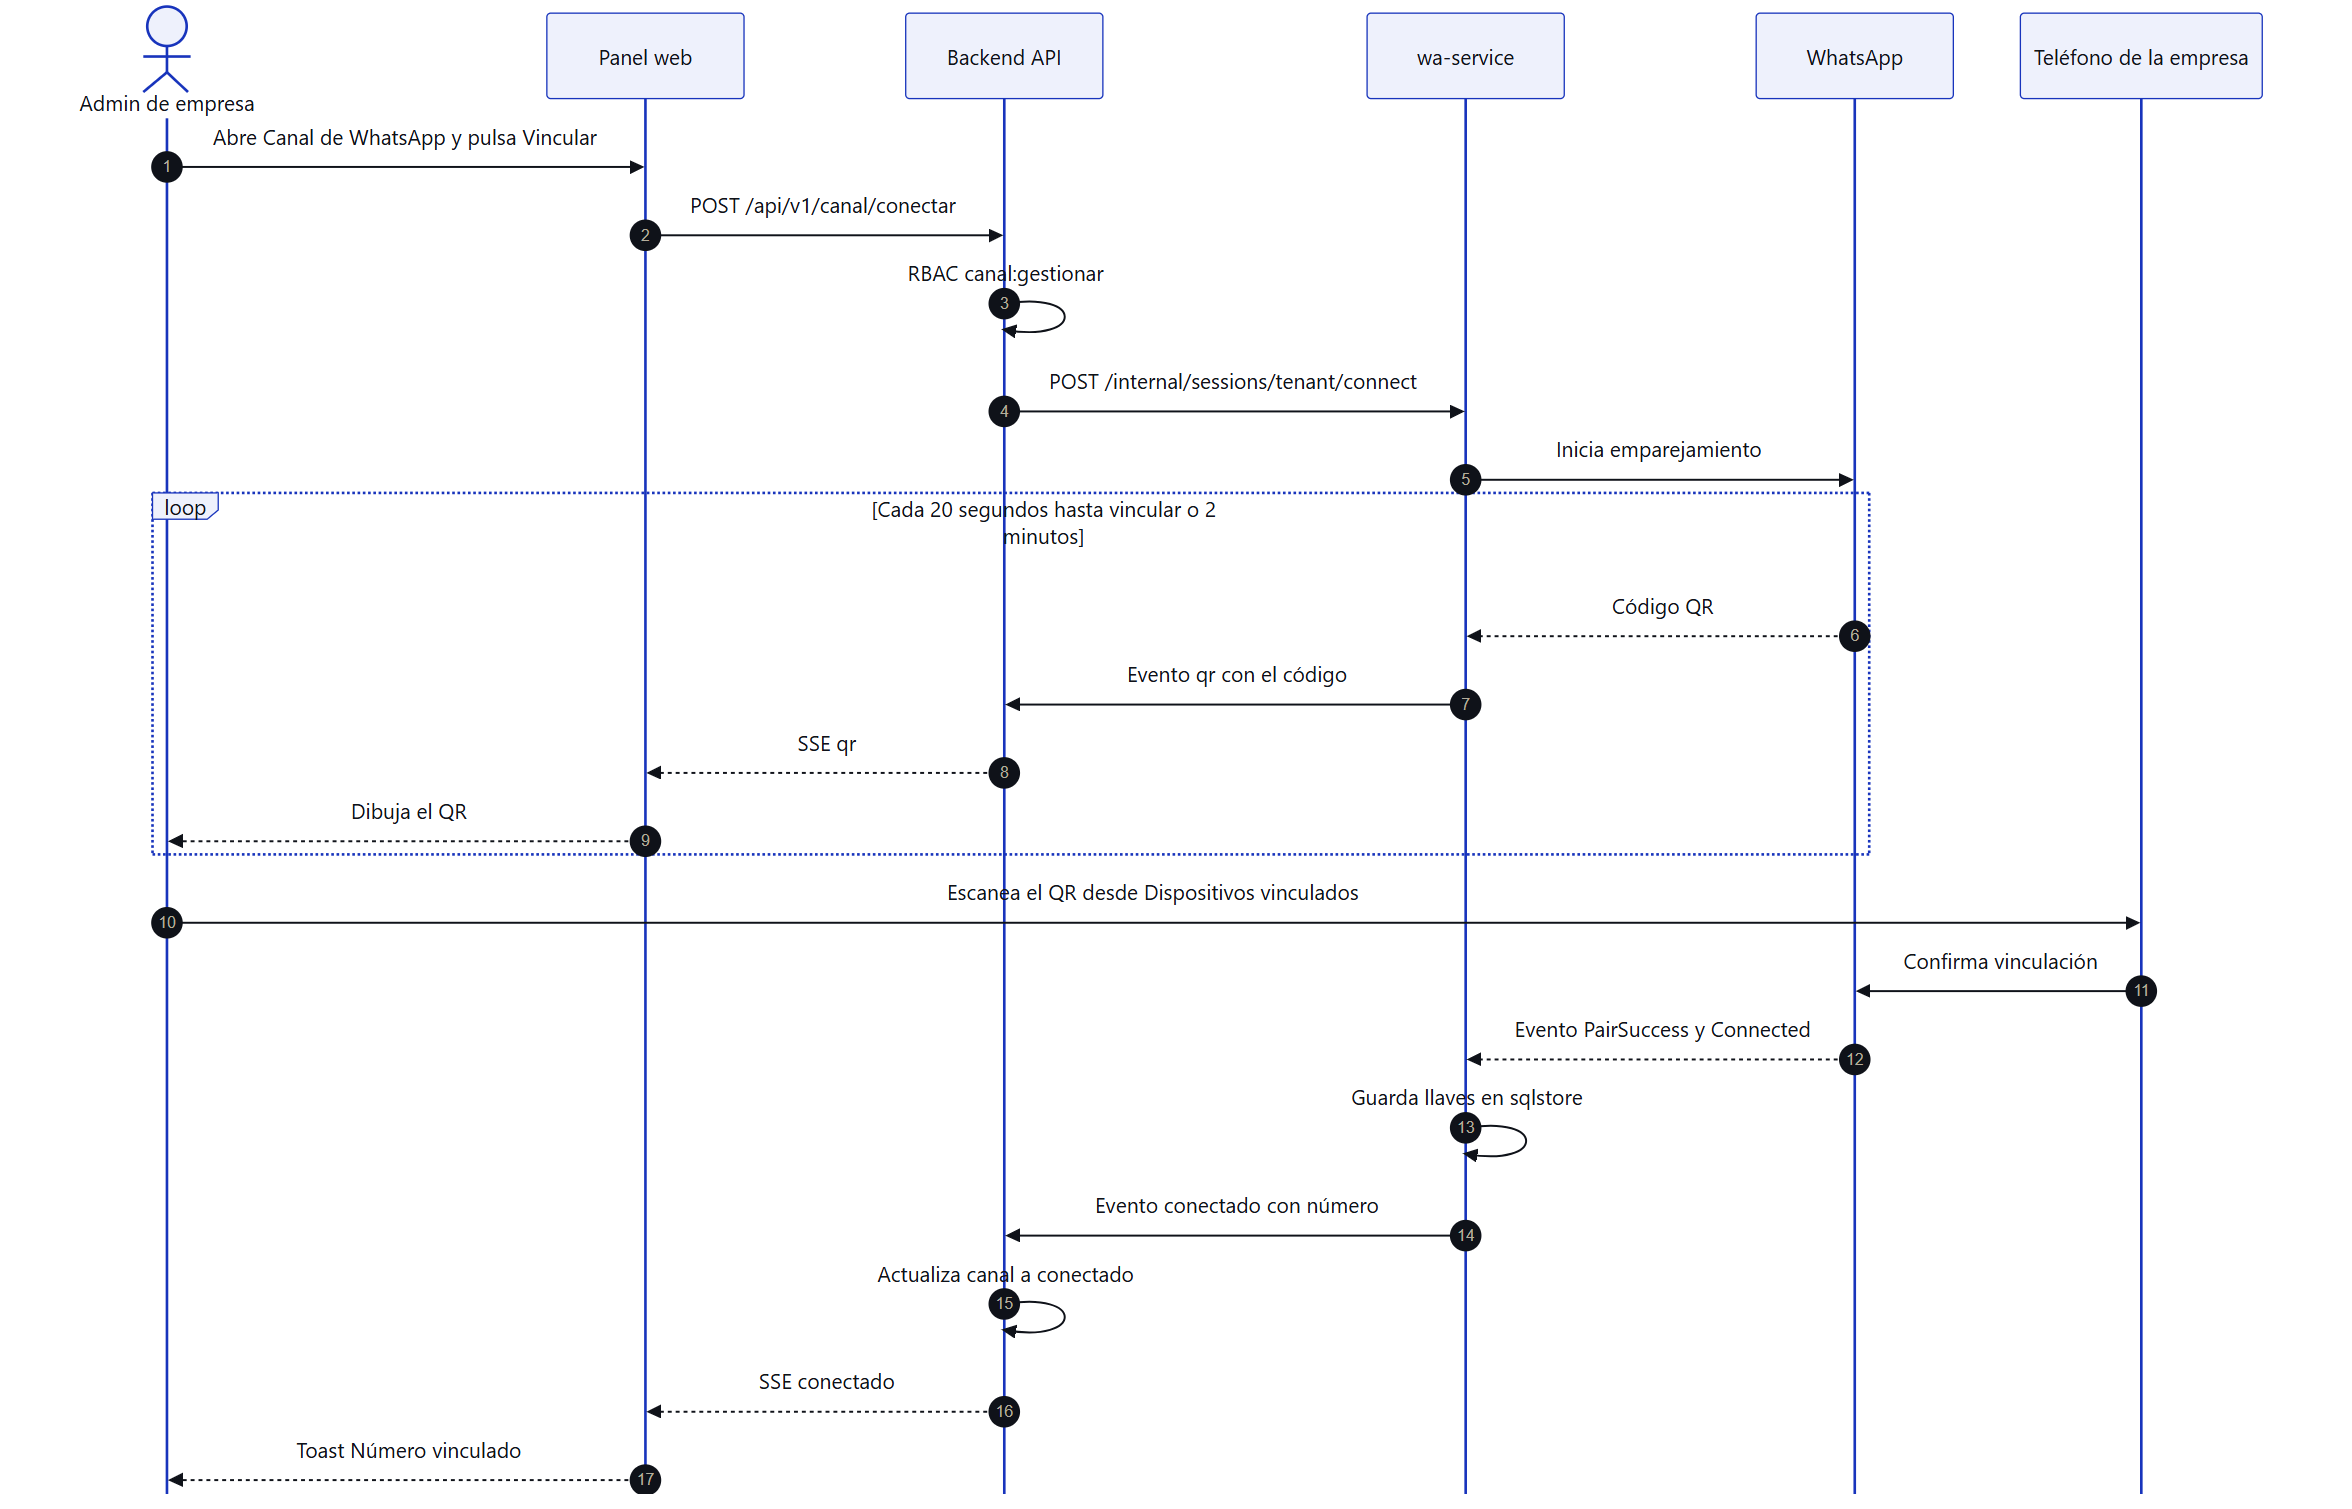 Admin de empresa
Panel web
Backend API
wa-service
WhatsApp
Teléfono de la empresa
Abre Canal de WhatsApp y pulsa Vincular
1
POST /api/v1/canal/conectar
2
RBAC canal:gestionar
3
POST /internal/sessions/tenant/connect
4
Inicia emparejamiento
5
loop
[Cada 20 segundos hasta vincular o 2
minutos]
Código QR
6
Evento qr con el código
7
SSE qr
8
Dibuja el QR
9
Escanea el QR desde Dispositivos vinculados
10
Confirma vinculación
11
Evento PairSuccess y Connected
12
Guarda llaves en sqlstore
13
Evento conectado con número
14
Actualiza canal a conectado
15
SSE conectado
16
Toast Número vinculado
17